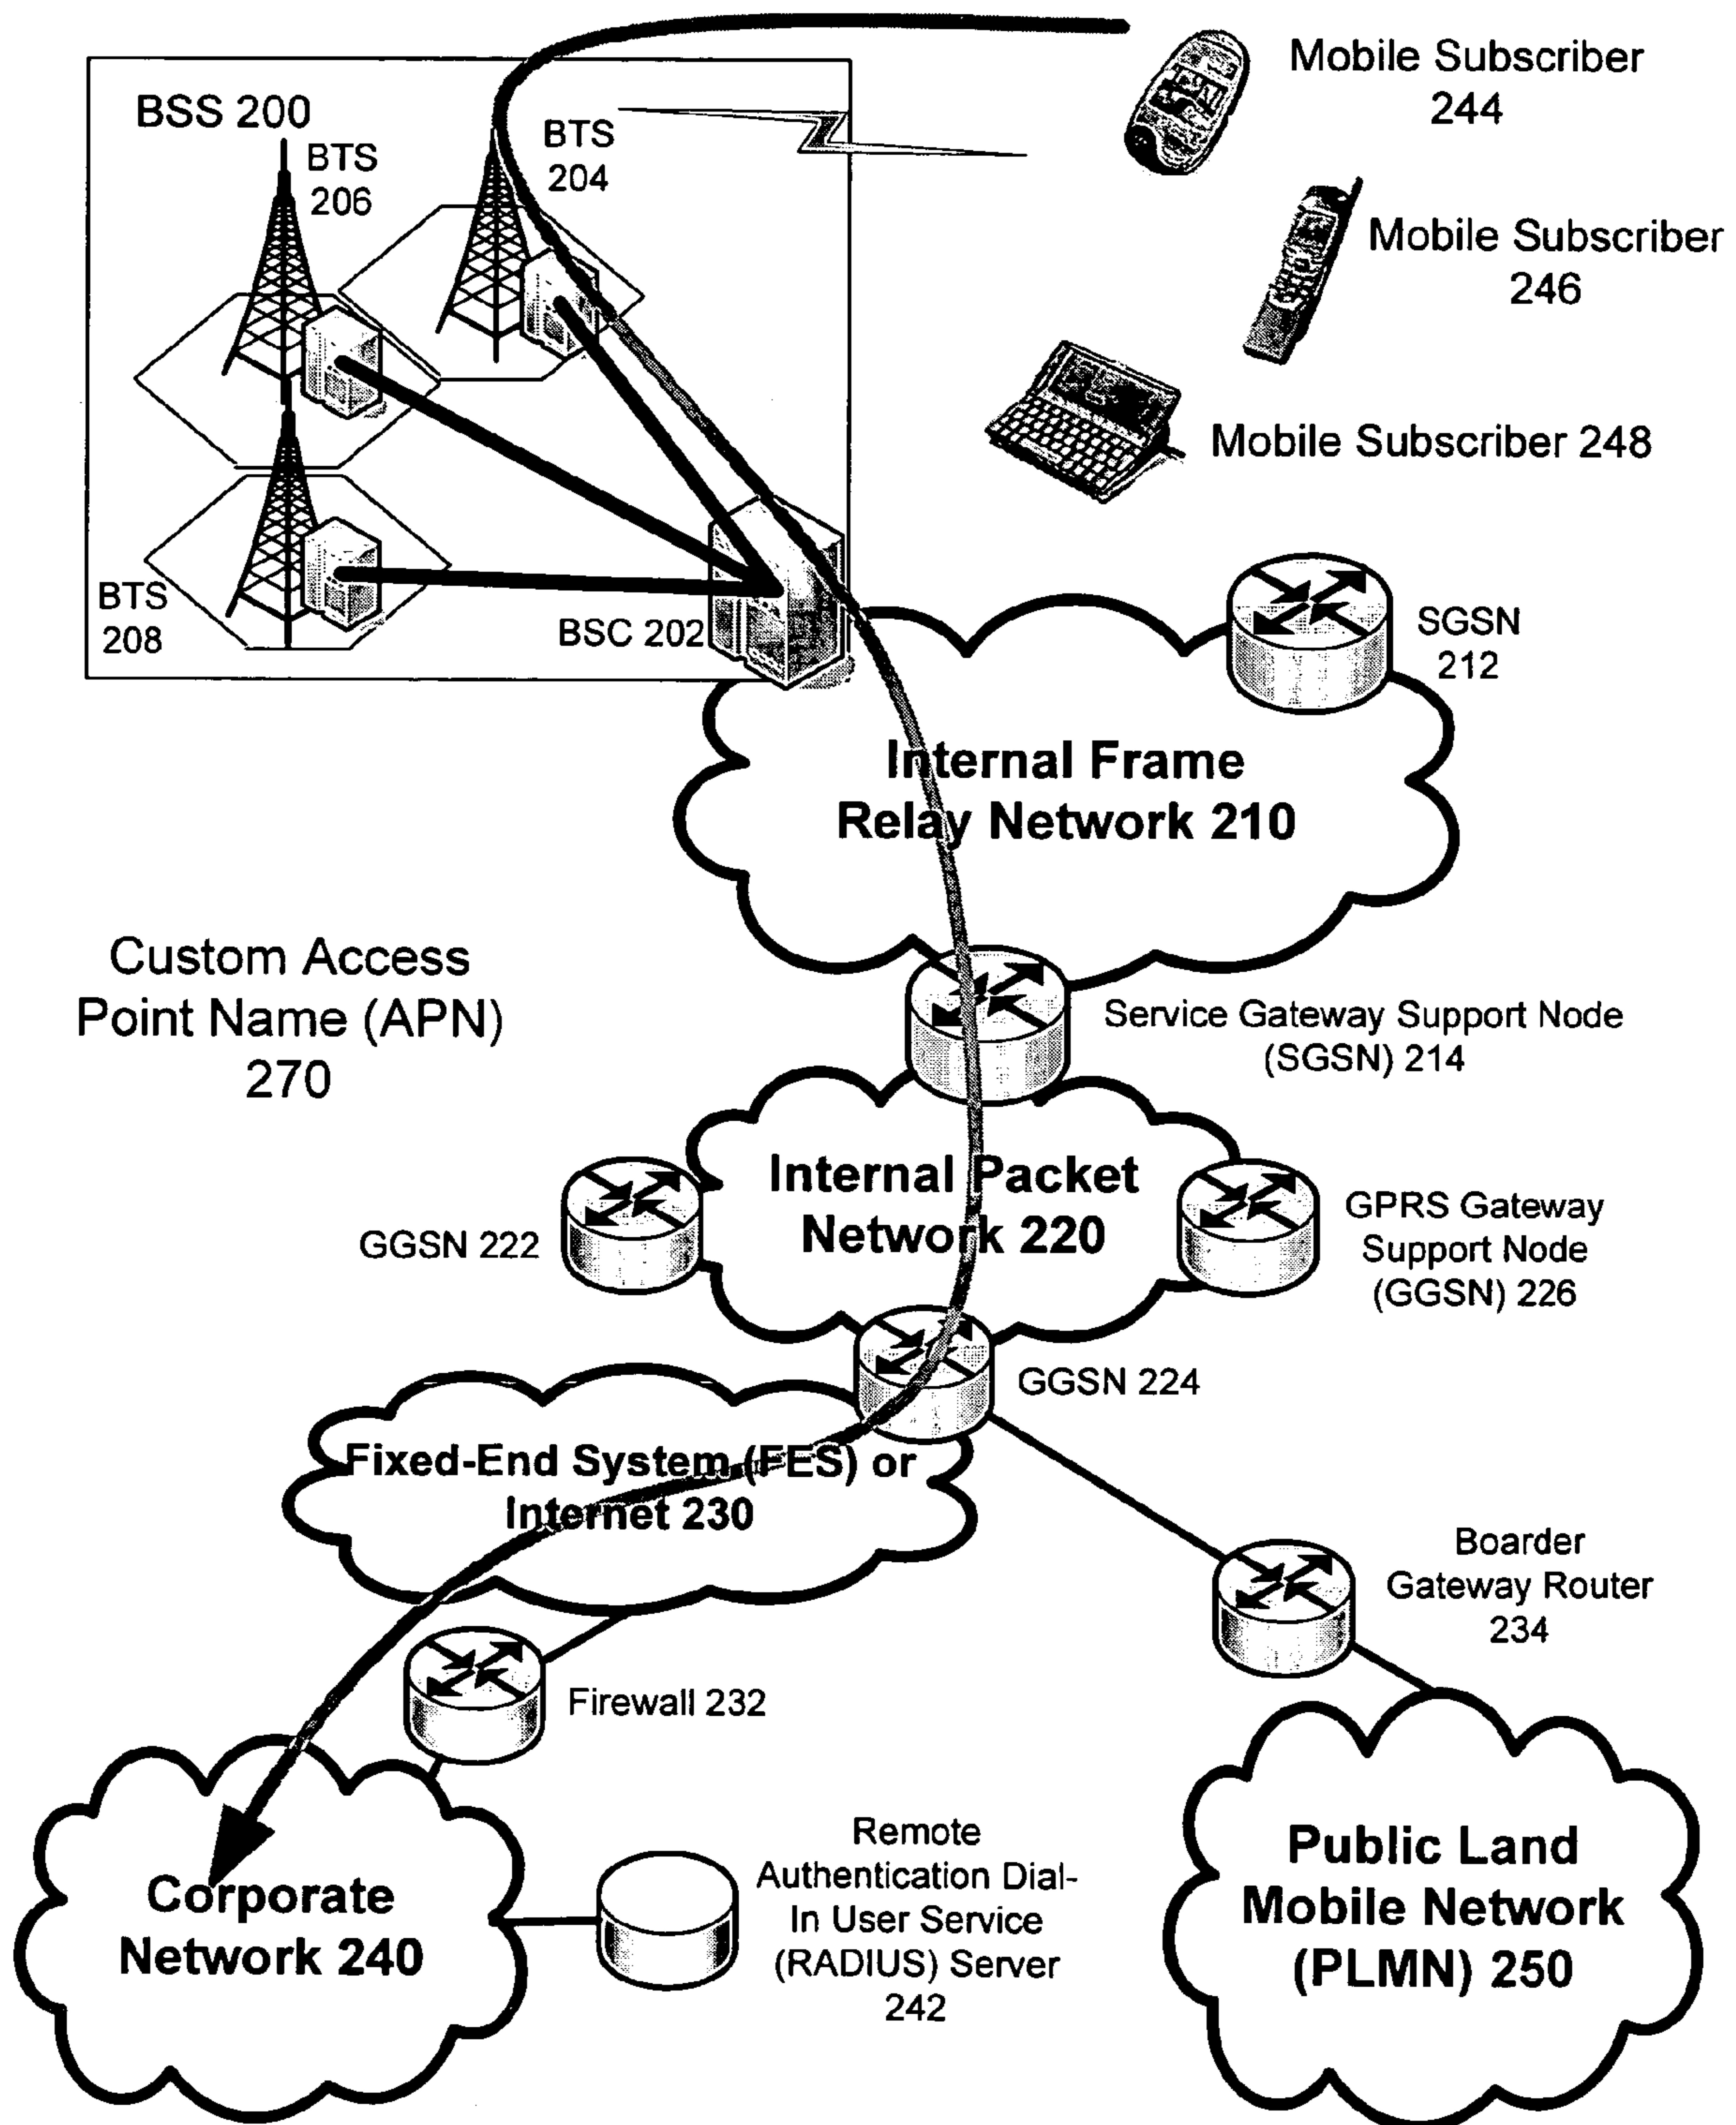 Mobile Subscriber
244
BSS 200
BTS
206
BTS
204
Mobile Subscriber
246
Mobile Subscriber 248
BTS
208
BSC 202
SGSN
212
Internal Frame
Relay Network 210
Custom Access
Point Name (APN)
270
Service Gateway Support Node
(SGSN) 214
Internal Packet
Network 220
GGSN 222
GPRS Gateway
Support Node
(GGSN) 226
GGSN 224
Fixed-End System (FES) or
Internet 230
Boarder
Gateway Router
234
Firewall 232
Corporate
Network 240
Remote
Authentication Dial-
In User Service
(RADIUS) Server
242
Public Land
Mobile Network
(PLMN) 250